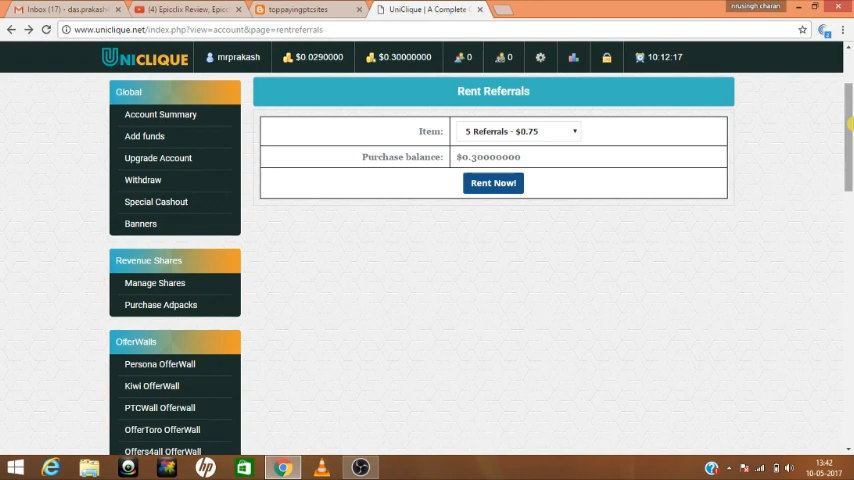 nrusingh charan
Inbox (17) - das.prakash
(4) Epicclix Review, Epicc
toppayingptcsites
UniClique | A Complete
www.uniclique.net/index.php?view=account&page=rentreferrals
UNICLIQUE
mrprakash
$0.0290000
$0.30000000
0
0
10:12:17
Global
Account Summary
Add funds
Upgrade Account
Withdraw
Special Cashout
Banners
Revenue Shares
Manage Shares
Purchase Adpacks
OfferWalls
Persona OfferWall
Kiwi OfferWall
PTCWall Offerwall
OfferToro OfferWall
Offers4all OfferWall
Rent Referrals
Item:
5 Referrals - $0.75
Purchase balance:
$0.30000000
Rent Now!
13:42
10-05-2017